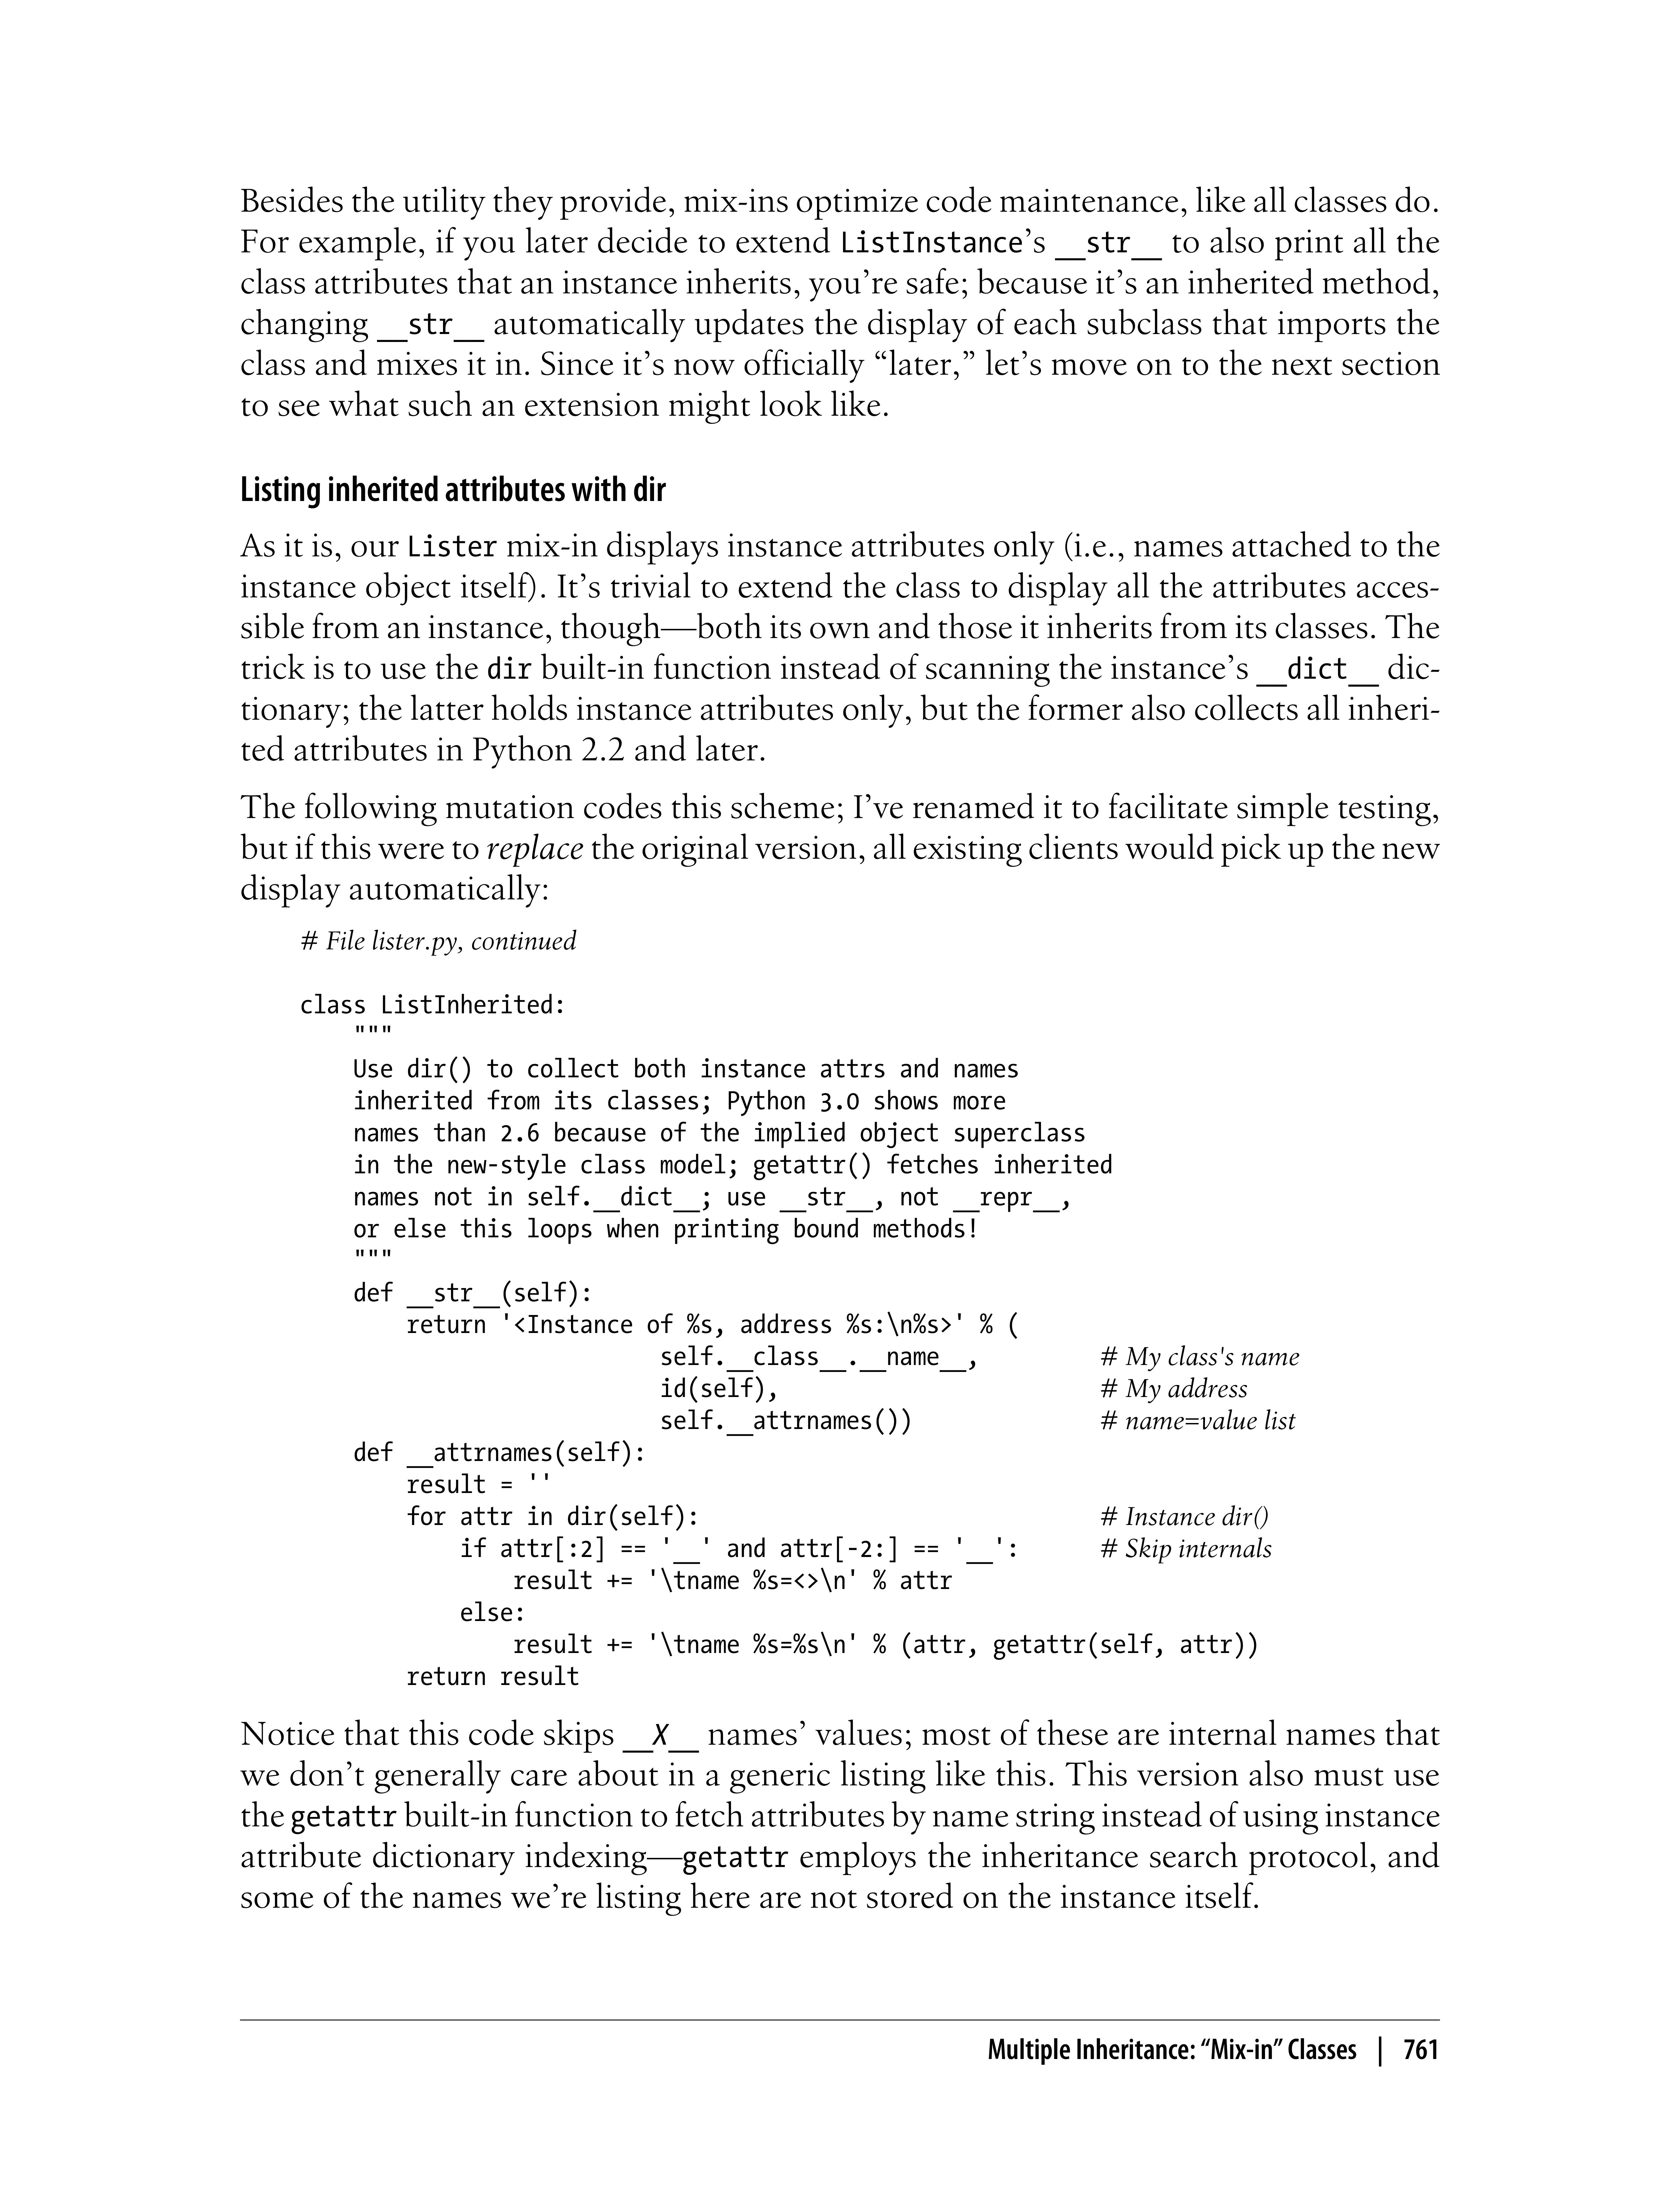 Besides the utility they provide, mix-ins optimize code maintenance, like all classes do.
For example, if you later decide to extend ListInstance’s __str__ to also print all the
class attributes that an instance inherits, you’re safe; because it’s an inherited method,
changing __str__ automatically updates the display of each subclass that imports the
class and mixes it in. Since it’s now officially “later,” let’s move on to the next section
to see what such an extension might look like.
Listing inherited attributes with dir
As it is, our Lister mix-in displays instance attributes only (i.e., names attached to the
instance object itself). It’s trivial to extend the class to display all the attributes acces-
sible from an instance, though—both its own and those it inherits from its classes. The
trick is to use the dir built-in function instead of scanning the instance’s __dict__ dic-
tionary; the latter holds instance attributes only, but the former also collects all inheri-
ted attributes in Python 2.2 and later.
The following mutation codes this scheme; I’ve renamed it to facilitate simple testing,
but if this were to replace the original version, all existing clients would pick up the new
display automatically:
# File lister.py, continued
class ListInherited:
    """
    Use dir() to collect both instance attrs and names
    inherited from its classes; Python 3.0 shows more
    names than 2.6 because of the implied object superclass
    in the new-style class model; getattr() fetches inherited
    names not in self.__dict__; use __str__, not __repr__,
    or else this loops when printing bound methods!
    """
    def __str__(self):
        return '<Instance of %s, address %s:\n%s>' % (
                           self.__class__.__name__,         # My class's name
                           id(self),                        # My address
                           self.__attrnames())              # name=value list
    def __attrnames(self):
        result = ''
        for attr in dir(self):                              # Instance dir()
            if attr[:2] == '__' and attr[-2:] == '__':      # Skip internals
                result += '\tname %s=<>\n' % attr
            else:
                result += '\tname %s=%s\n' % (attr, getattr(self, attr))
        return result
Notice that this code skips __X__ names’ values; most of these are internal names that
we don’t generally care about in a generic listing like this. This version also must use
the getattr built-in function to fetch attributes by name string instead of using instance
attribute dictionary indexing—getattr employs the inheritance search protocol, and
some of the names we’re listing here are not stored on the instance itself.
Multiple Inheritance: “Mix-in” Classes | 761